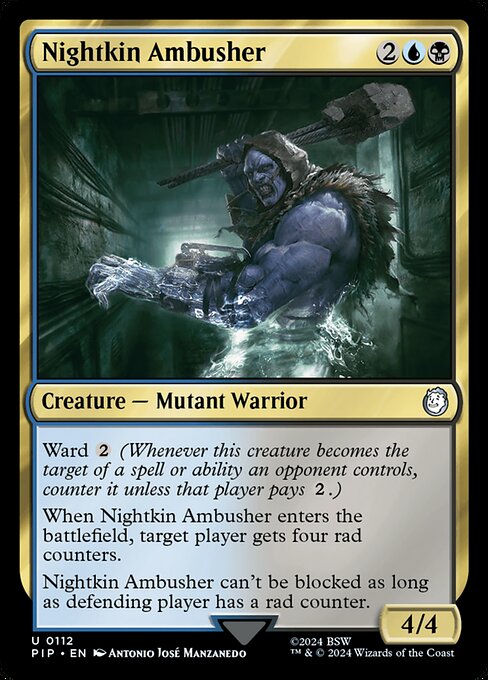 Nightkin Ambusher 2
Creature — Mutant Warrior
Ward 2 (Whenever this creature becomes the
target of a spell or ability an opponent controls,
counter it unless that player pays 2.)
When Nightkin Ambusher enters the
battlefield, target player gets four rad
counters.
Nightkin Ambusher can't be blocked as long
as defending player has a rad counter.
4/4
U 0112
PIP • EN Antonio José Manzanedo
©2024 BSW
™ & © 2024 Wizards of the Coast